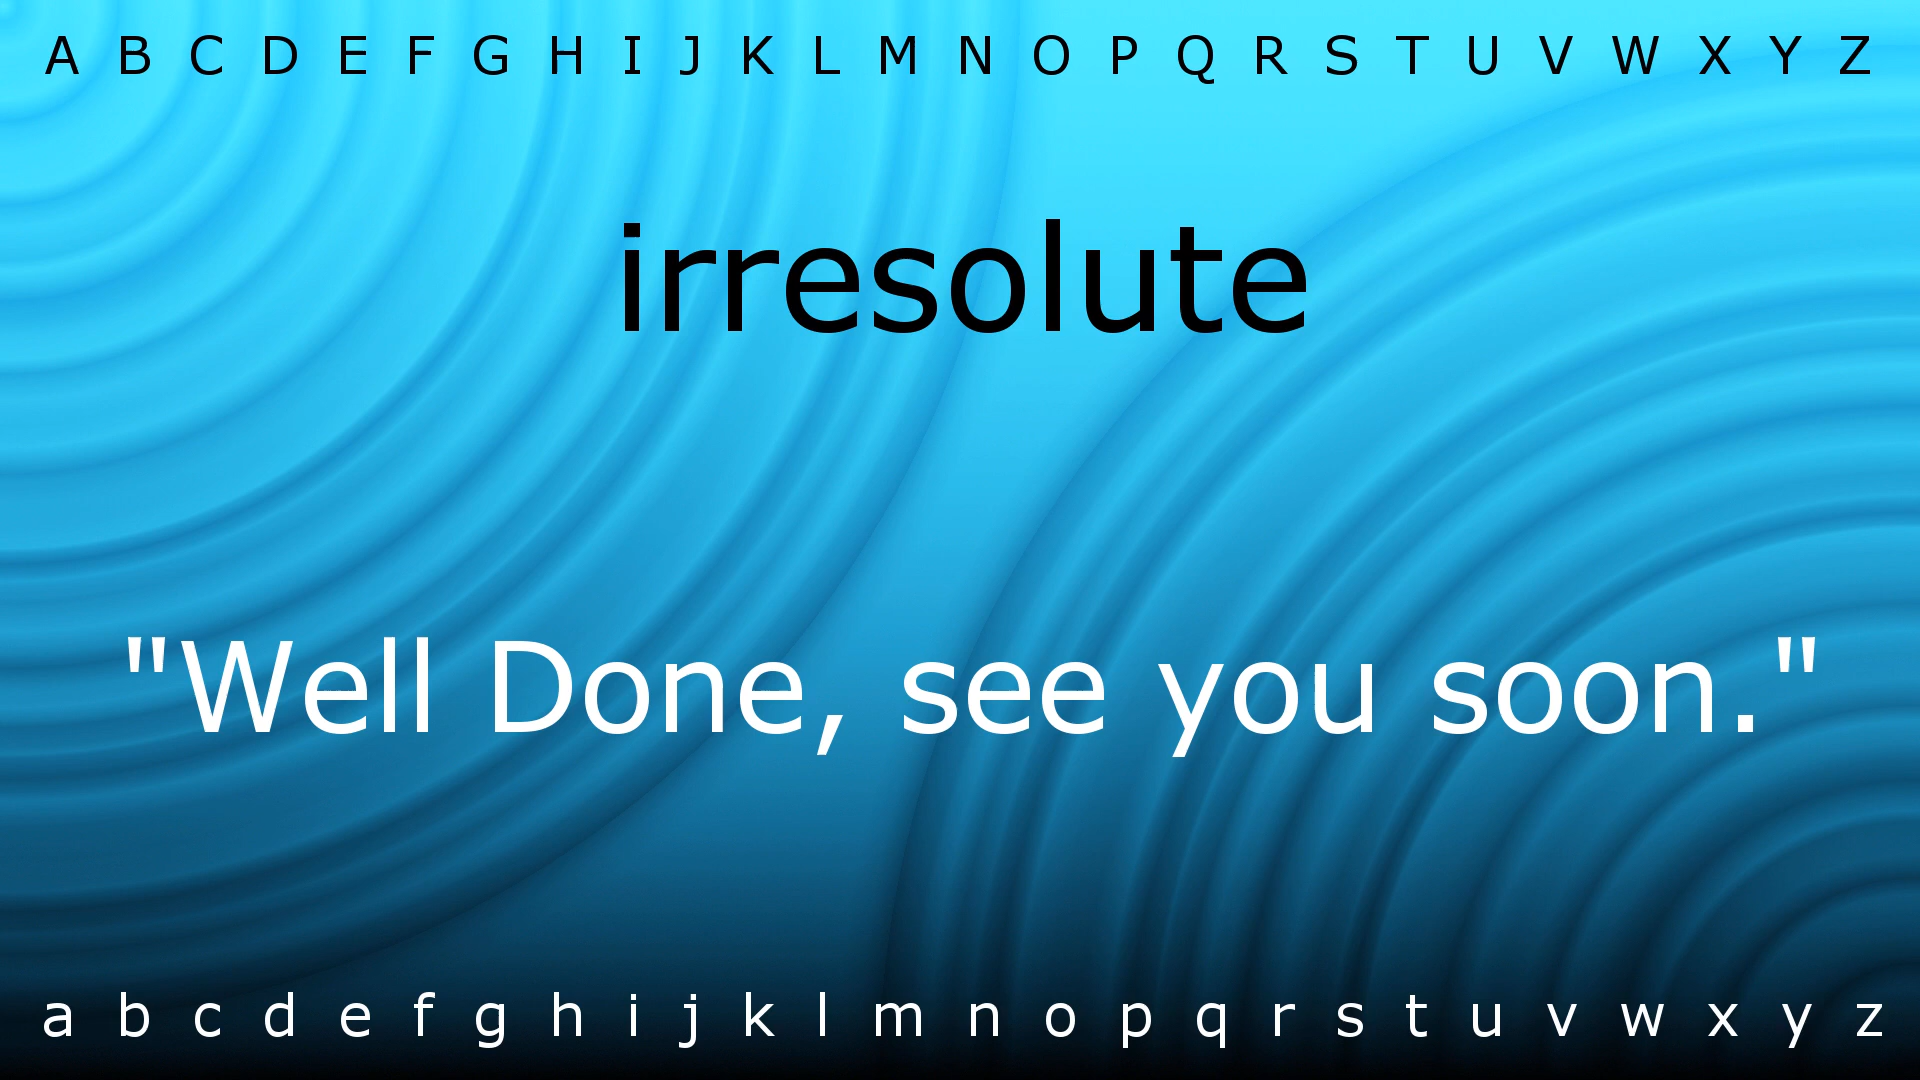 A B C D E F G H I J K L M N O P Q R S T U V W X Y Z
irresolute
"Well Done, see you soon."
a b c d e f g h i j k l m n o p q r s t u v w x y z